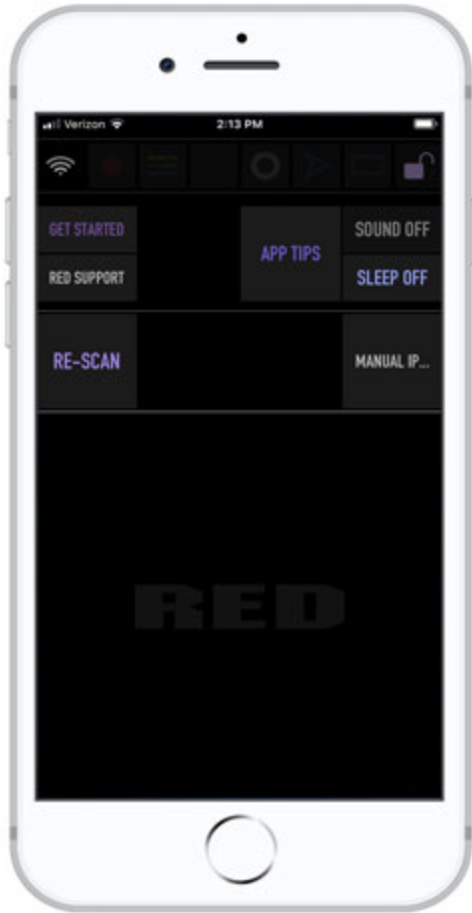 Verizon 2:13 PM
GET STARTED
RED SUPPORT
APP TIPS
SOUND OFF
SLEEP OFF
RE-SCAN
MANUAL IP...
RED